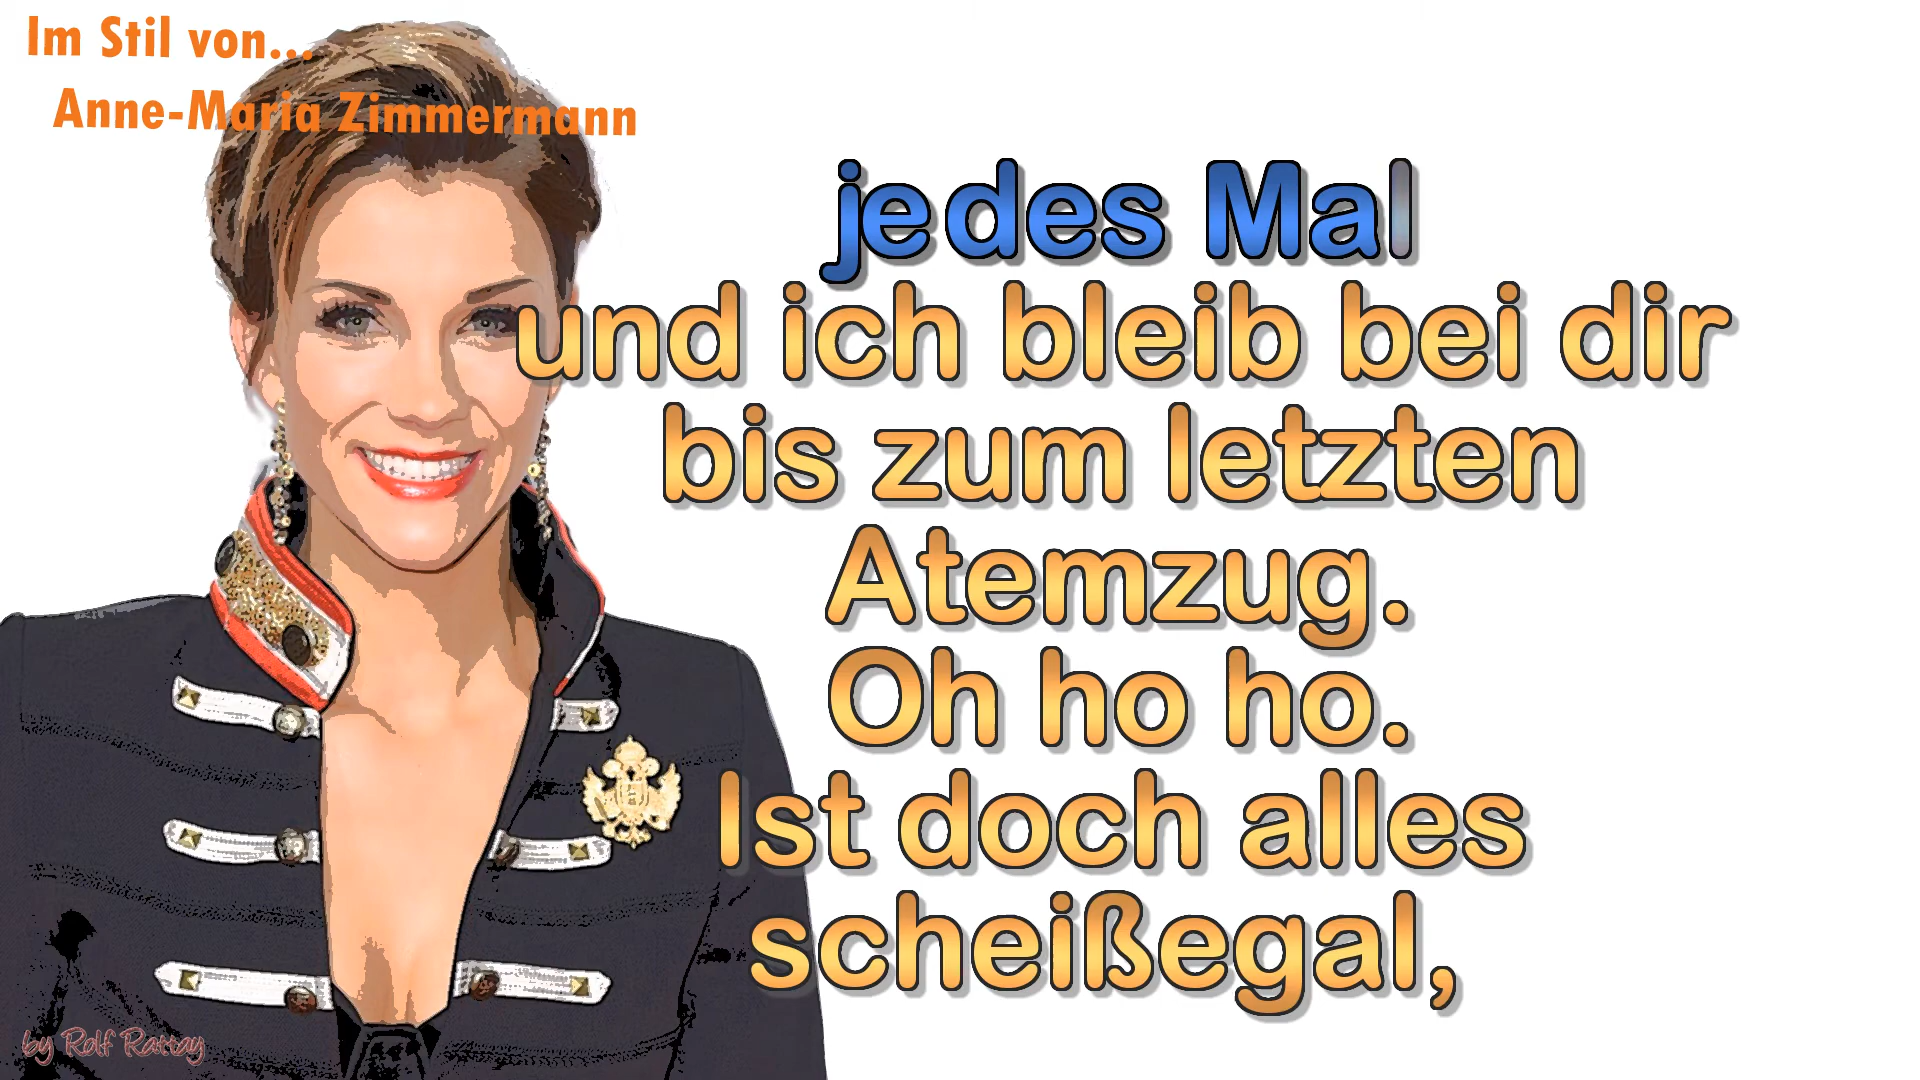 Im Stil von...
Anne-Maria Zimmermann
jedes Mal
und ich bleib bei dir
bis zum letzten
Atemzug.
Oh ho ho.
Ist doch alles
scheißegal,
by Rolf Rattay